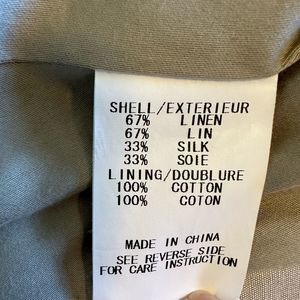 SHELL/EXTERIEUR
67% LINEN
67% LIN
33% SILK
33% SOIE
LINING/DOUBLURE
100% COTTON
100% COTON
MADE IN CHINA
SEE REVERSE SIDE
FOR CARE INSTRUCTION